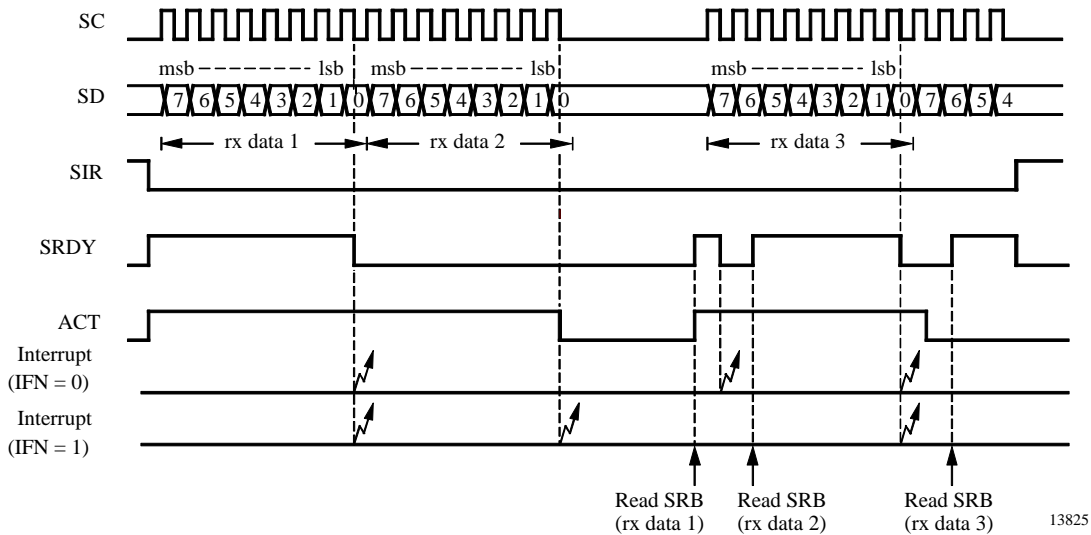 SC
msb lsb msb lsb msb lsb
SD 7 6 5 4 3 2 1 0 7 6 5 4 3 2 1 0 7 6 5 4 3 2 1 0 7 6 5 4
rx data 1 rx data 2 rx data 3
SIR
SRDY
ACT
Interrupt
(IFN = 0)
Interrupt
(IFN = 1)
Read SRB Read SRB Read SRB
(rx data 1) (rx data 2) (rx data 3)
13825